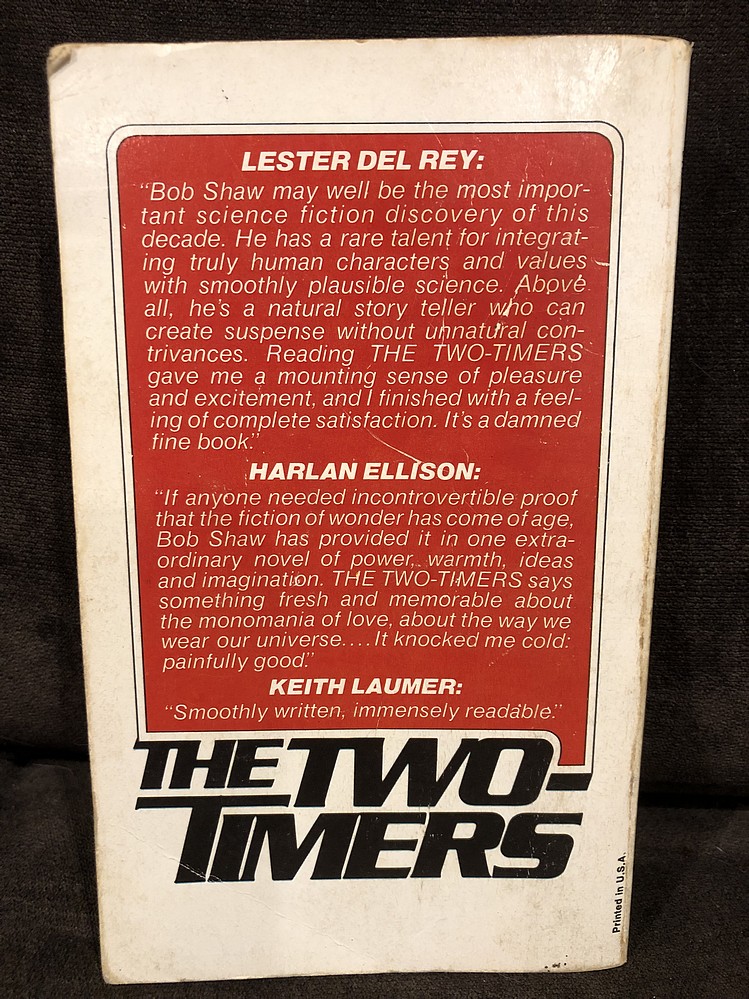 LESTER DEL REY:
“Bob Shaw may well be the most impor-
tant science fiction discovery of this
decade. He has a rare talent for integrat-
ing truly human characters and values
with smoothly plausible science. Above
all, he's a natural story teller who can
create suspense without unnatural con-
trivances. Reading THE TWO-TIMERS
gave me a mounting sense of pleasure
and excitement, and I finished with a feel-
ing of complete satisfaction. It's a damned
fine book.”
HARLAN ELLISON:
“If anyone needed incontrovertible proof
that the fiction of wonder has come of age,
Bob Shaw has provided it in one extra-
ordinary novel of power, warmth, ideas
and imagination. THE TWO-TIMERS says
something fresh and memorable about
the monomania of love, about the way we
wear our universe....It knocked me cold:
painfully good.”
KEITH LAUMER:
“Smoothly written, immensely readable.”
THE TWO-
TIMERS
Printed in U.S.A.